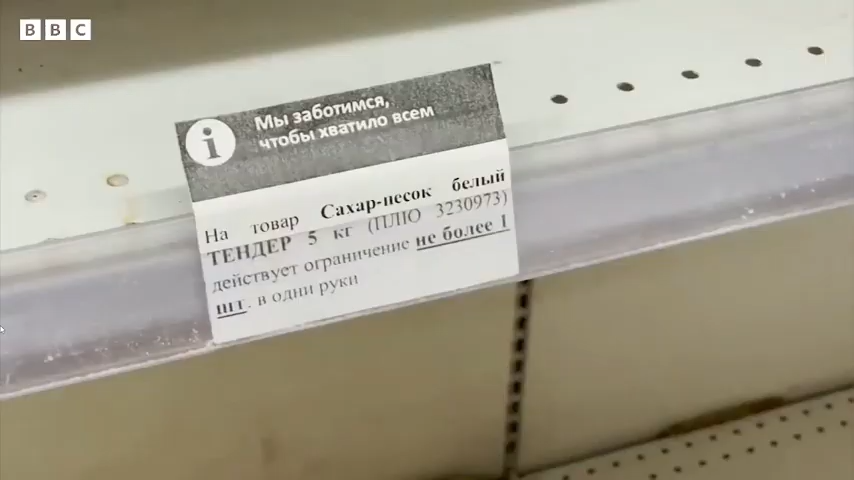 BBC
i
Мы заботимся,
чтобы хватило всем
На товар Сахар-песок белый
ТЕНДЕР 5 кг (ПЛЮ 3230973)
действует ограничение не более 1
шт. в одни руки